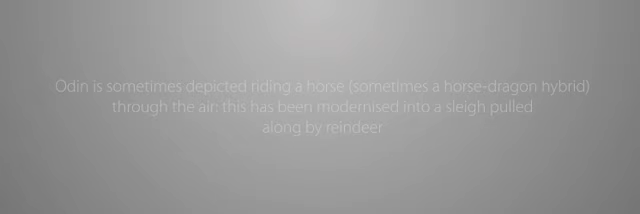 Odin is sometimes depicted riding a horse (sometimes a horse-dragon hybrid)
through the air: this has been modernised into a sleigh pulled
along by reindeer